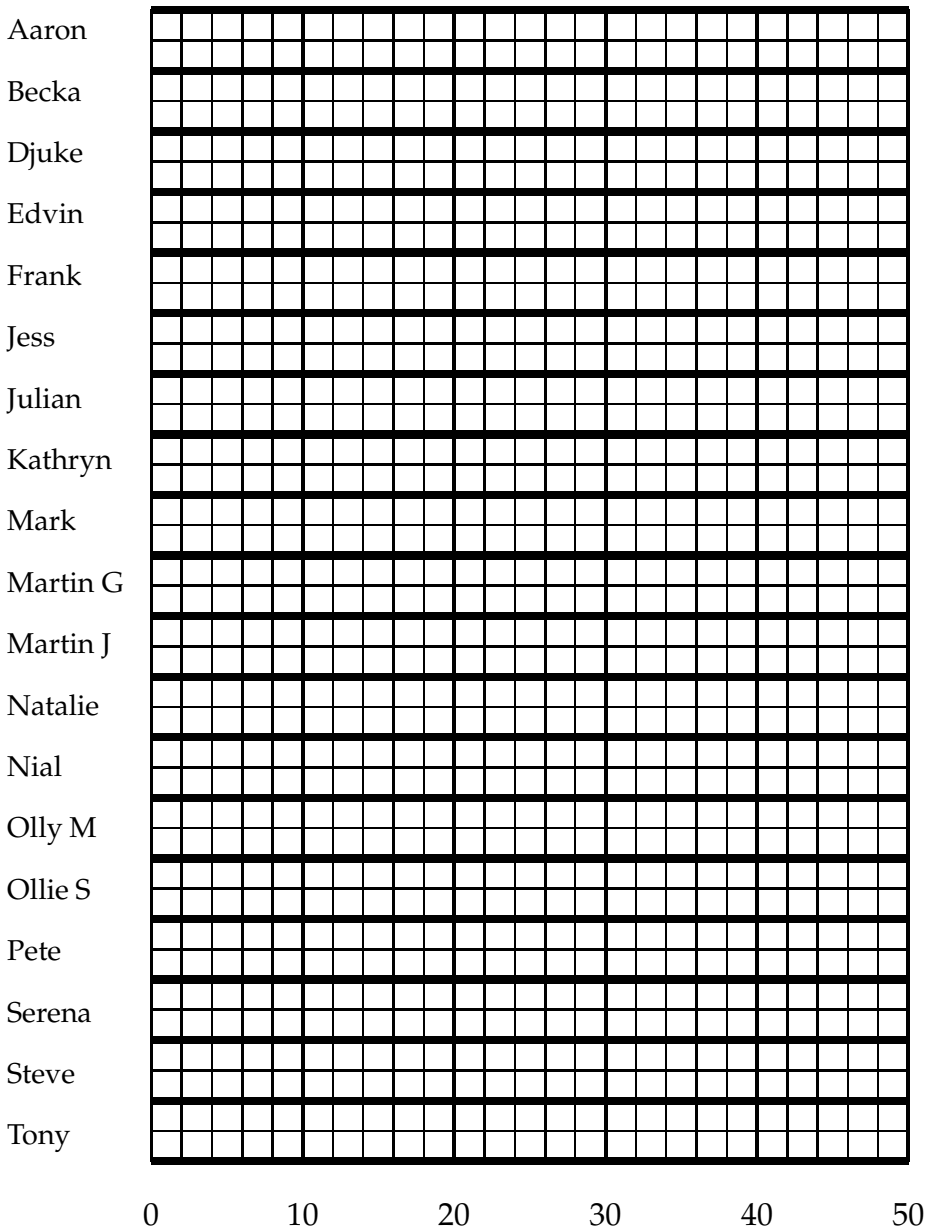 Aaron
Becka
Djuke
Edvin
Frank
Jess
Julian
Kathryn
Mark
Martin G
Martin J
Natalie
Nial
Olly M
Ollie S
Pete
Serena
Steve
Tony
0 10 20 30 40 50